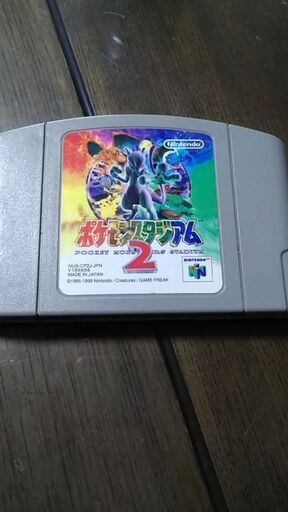 Nintendo
ポケモンスタジアム
2
POCKET MONSTERS STADIUM
NUS-CP2J-JPN
MADE IN JAPAN
©1995-1999 Nintendo / Creatures / GAME FREAK
NINTENDO
N64